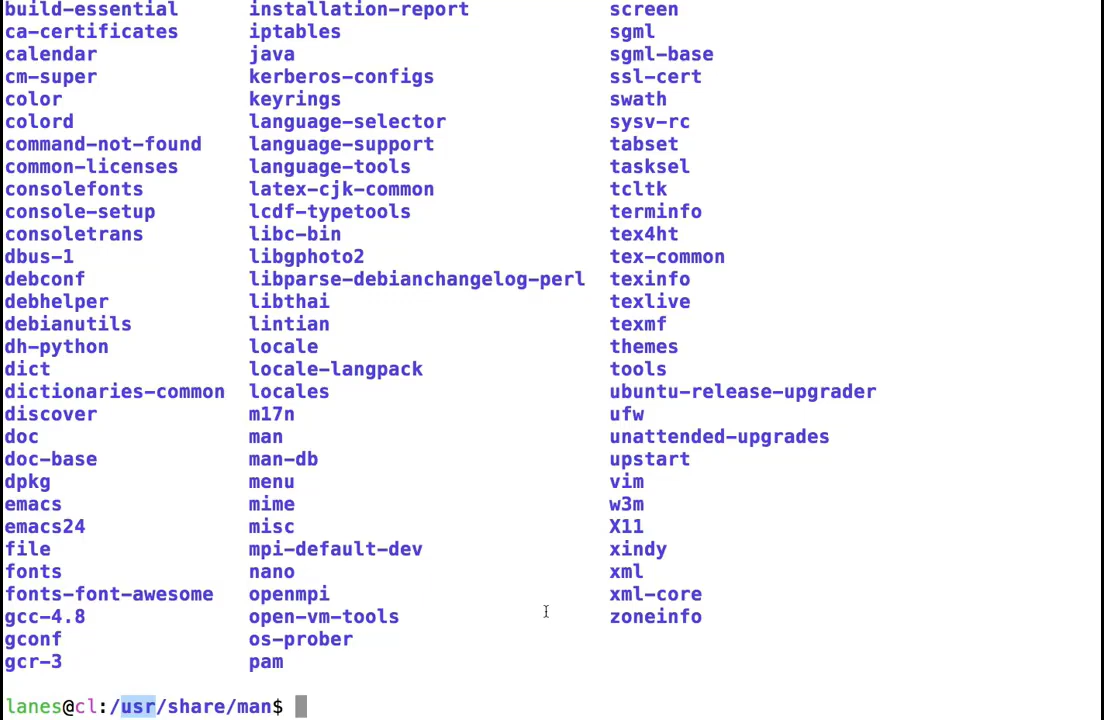 build-essential installation-report screen
ca-certificates iptables sgml
calendar java sgml-base
cm-super kerberos-configs ssl-cert
color keyrings swath
colord language-selector sysv-rc
command-not-found language-support tabset
common-licenses language-tools tasksel
consolefonts latex-cjk-common tcltk
console-setup lcdf-typetools terminfo
consoletrans libc-bin tex4ht
dbus-1 libgphoto2 tex-common
debconf libparse-debianchangelog-perl texinfo
debhelper libthai texlive
debianutils lintian texmf
dh-python locale themes
dict locale-langpack tools
dictionaries-common locales ubuntu-release-upgrader
discover m17n ufw
doc man unattended-upgrades
doc-base man-db upstart
dpkg menu vim
emacs mime w3m
emacs24 misc X11
file mpi-default-dev xindy
fonts nano xml
fonts-font-awesome openmpi xml-core
gcc-4.8 open-vm-tools zoneinfo
gconf os-prober
gcr-3 pam
lanes@cl:/usr/share/man$